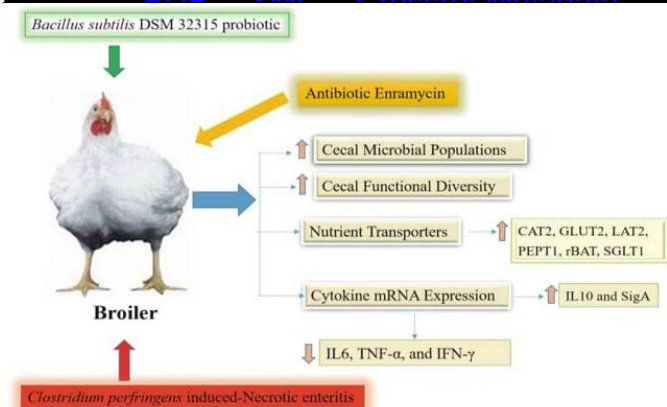 Bacillus subtilis DSM 32315 probiotic
Antibiotic Enramycin
Cecal Microbial Populations
Cecal Functional Diversity
Nutrient Transporters
CAT2, GLUT2, LAT2,
PEPT1, rBAT, SGLT1
Broiler
Cytokine mRNA Expression
IL10 and SigA
IL6, TNF-α, and IFN-γ
Clostridium perfringens induced-Necrotic enteritis